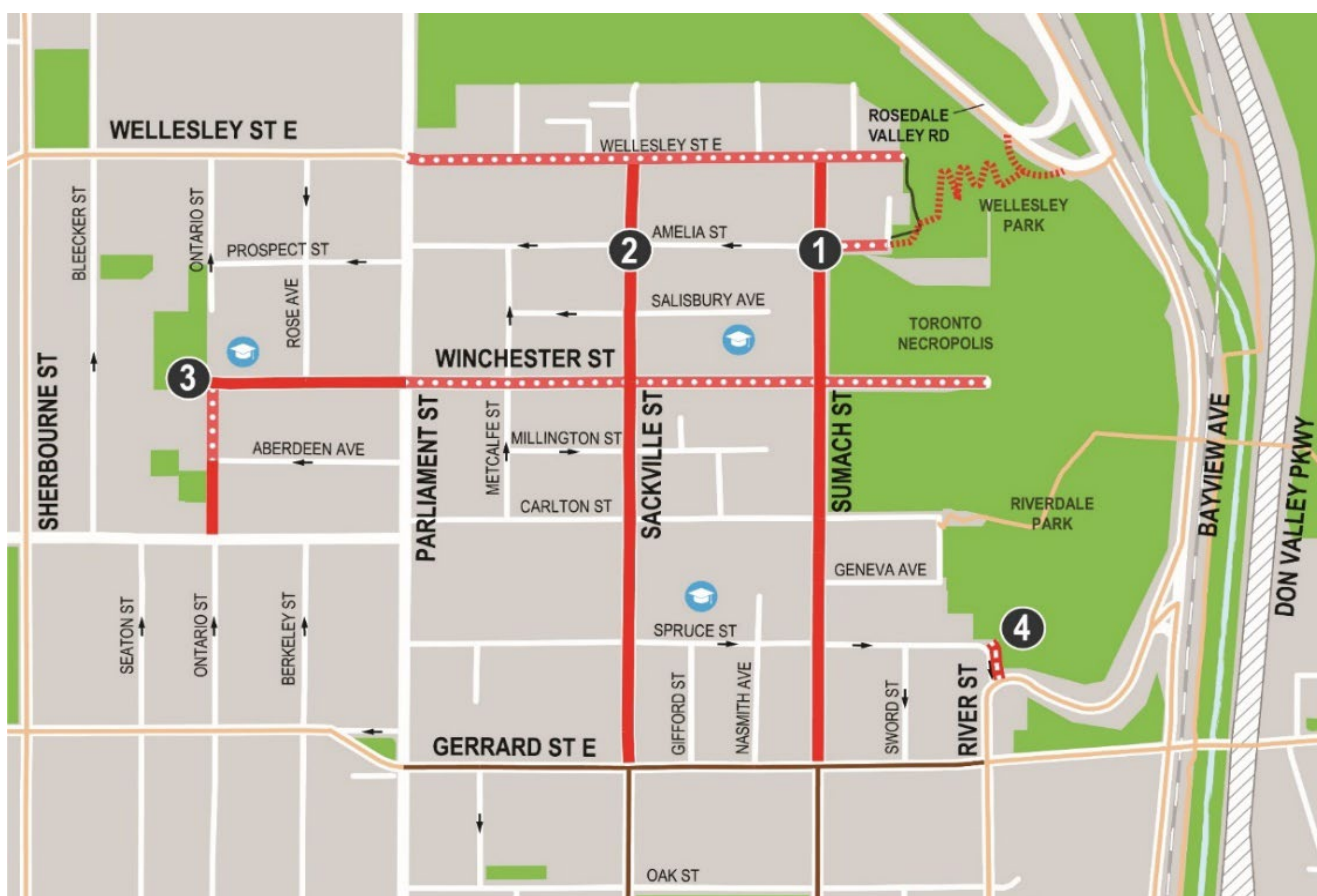 WELLESLEY ST E
ROSEDALE
VALLEY RD
WELLESLEY ST E
BLEECKER ST
ONTARIO ST
PROSPECT ST
ROSE AVE
AMELIA ST
2
1
WELLESLEY
PARK
SALISBURY AVE
TORONTO
NECROPOLIS
WINCHESTER ST
3
SHERBOURNE ST
ABERDEEN AVE
PARLIAMENT ST
METCALFE ST
MILLINGTON ST
SACKVILLE ST
SUMACH ST
BAYVIEW AVE
DON VALLEY PKWY
CARLTON ST
RIVERDALE
PARK
GENEVA AVE
SEATON ST
ONTARIO ST
BERKELEY ST
SPRUCE ST
4
GIFFORD ST
NASMITH AVE
SWORD ST
RIVER ST
GERRARD ST E
OAK ST